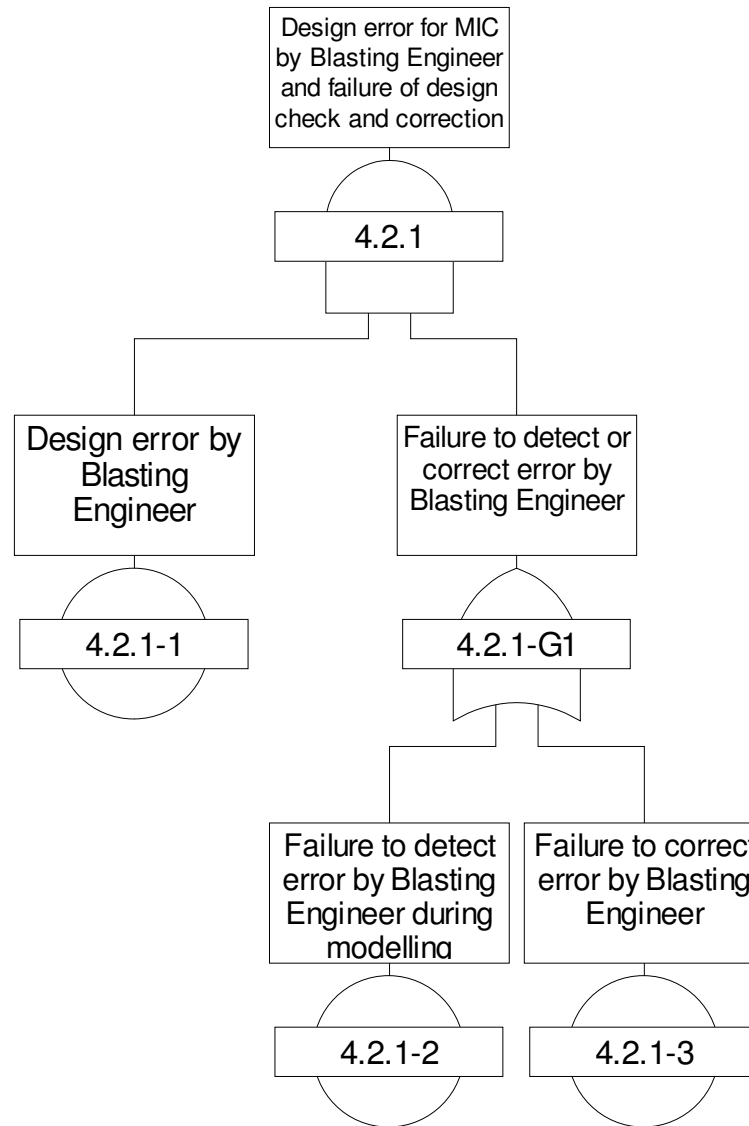 Design error for MIC
by Blasting Engineer
and failure of design
check and correction
4.2.1
Design error by
Blasting
Engineer
Failure to detect or
correct error by
Blasting Engineer
4.2.1-1
4.2.1-G1
Failure to detect
error by Blasting
Engineer during
modelling
Failure to correct
error by Blasting
Engineer
4.2.1-2
4.2.1-3